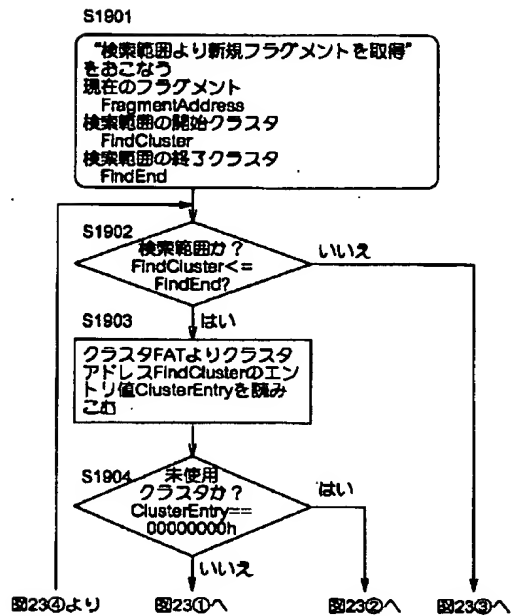 S1901
"検索範囲より新規フラグメントを取得"
をおこなう
現在のフラグメント
FragmentAddress
検索範囲の開始クラスタ
FindCluster
検索範囲の終了クラスタ
FindEnd
S1902
検索範囲か?
FindCluster<=
FindEnd?
いいえ
はい
S1903
クラスタFATよりクラスタ
アドレスFindClusterのエン
トリ値ClusterEntryを読み
こむ
S1904
未使用
クラスタか?
ClusterEntry==
00000000h
はい
いいえ
図23④より
図23①へ
図23②へ
図23③へ